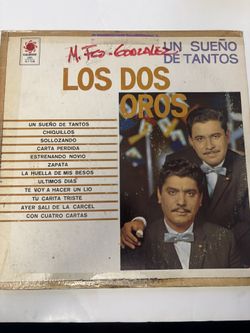 M. Fco. GONZALEZ
UN SUEÑO
DE TANTOS
LOS DOS
OROS
UN SUEÑO DE TANTOS
CHIQUILLOS
SOLLOZANDO
CARTA PERDIDA
ESTRENANDO NOVIO
ZAPATA
LA HUELLA DE MIS BESOS
ULTIMOS DIAS
TE VOY A HACER UN LIO
TU CARITA TRISTE
AYER SALI DE LA CARCEL
CON CUATRO CARTAS